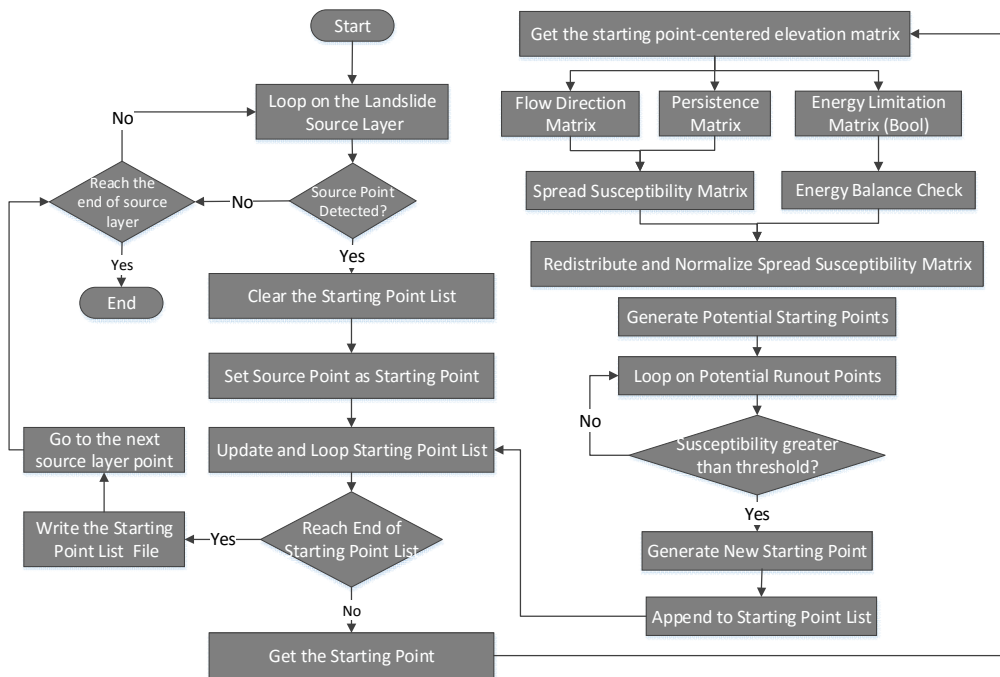 Start
Loop on the Landslide
Source Layer
No
Reach the
end of source
layer
No
Source Point
Detected?
Yes
Yes
End
Clear the Starting Point List
Set Source Point as Starting Point
Update and Loop Starting Point List
Go to the next
source layer point
Write the Starting
Point List File
Yes
Reach End of
Starting Point List
No
Get the Starting Point
Get the starting point-centered elevation matrix
Flow Direction
Matrix
Persistence
Matrix
Energy Limitation
Matrix (Bool)
Spread Susceptibility Matrix
Energy Balance Check
Redistribute and Normalize Spread Susceptibility Matrix
Generate Potential Starting Points
Loop on Potential Runout Points
No
Susceptibility greater
than threshold?
Yes
Generate New Starting Point
Append to Starting Point List